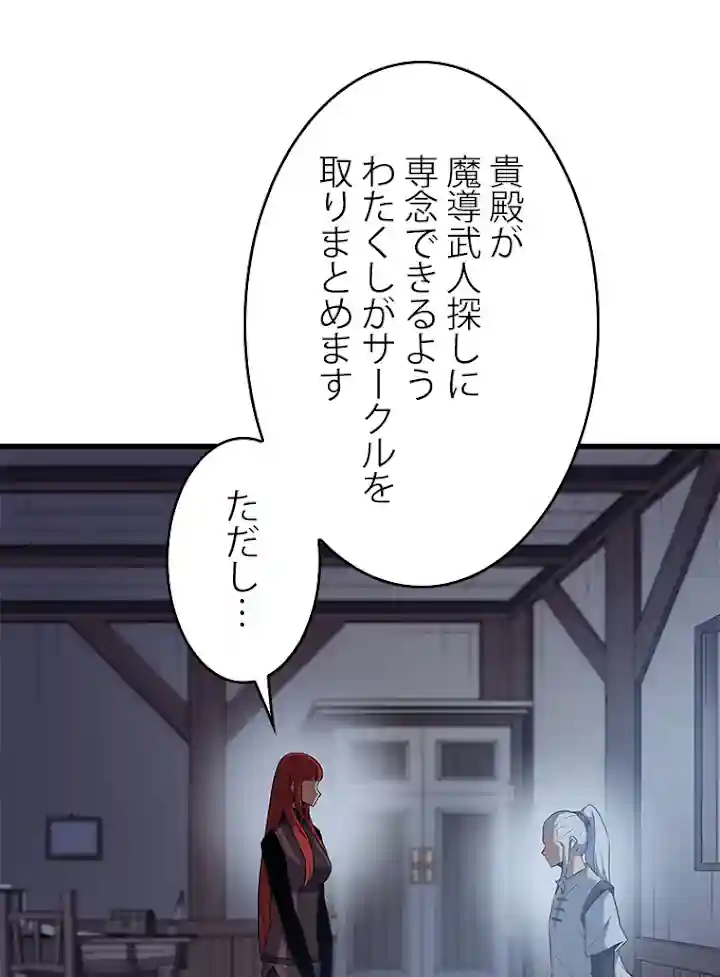 貴殿が
魔導武人探しに
専念できるよう
わたくしがサークルを
取りまとめます
ただし…